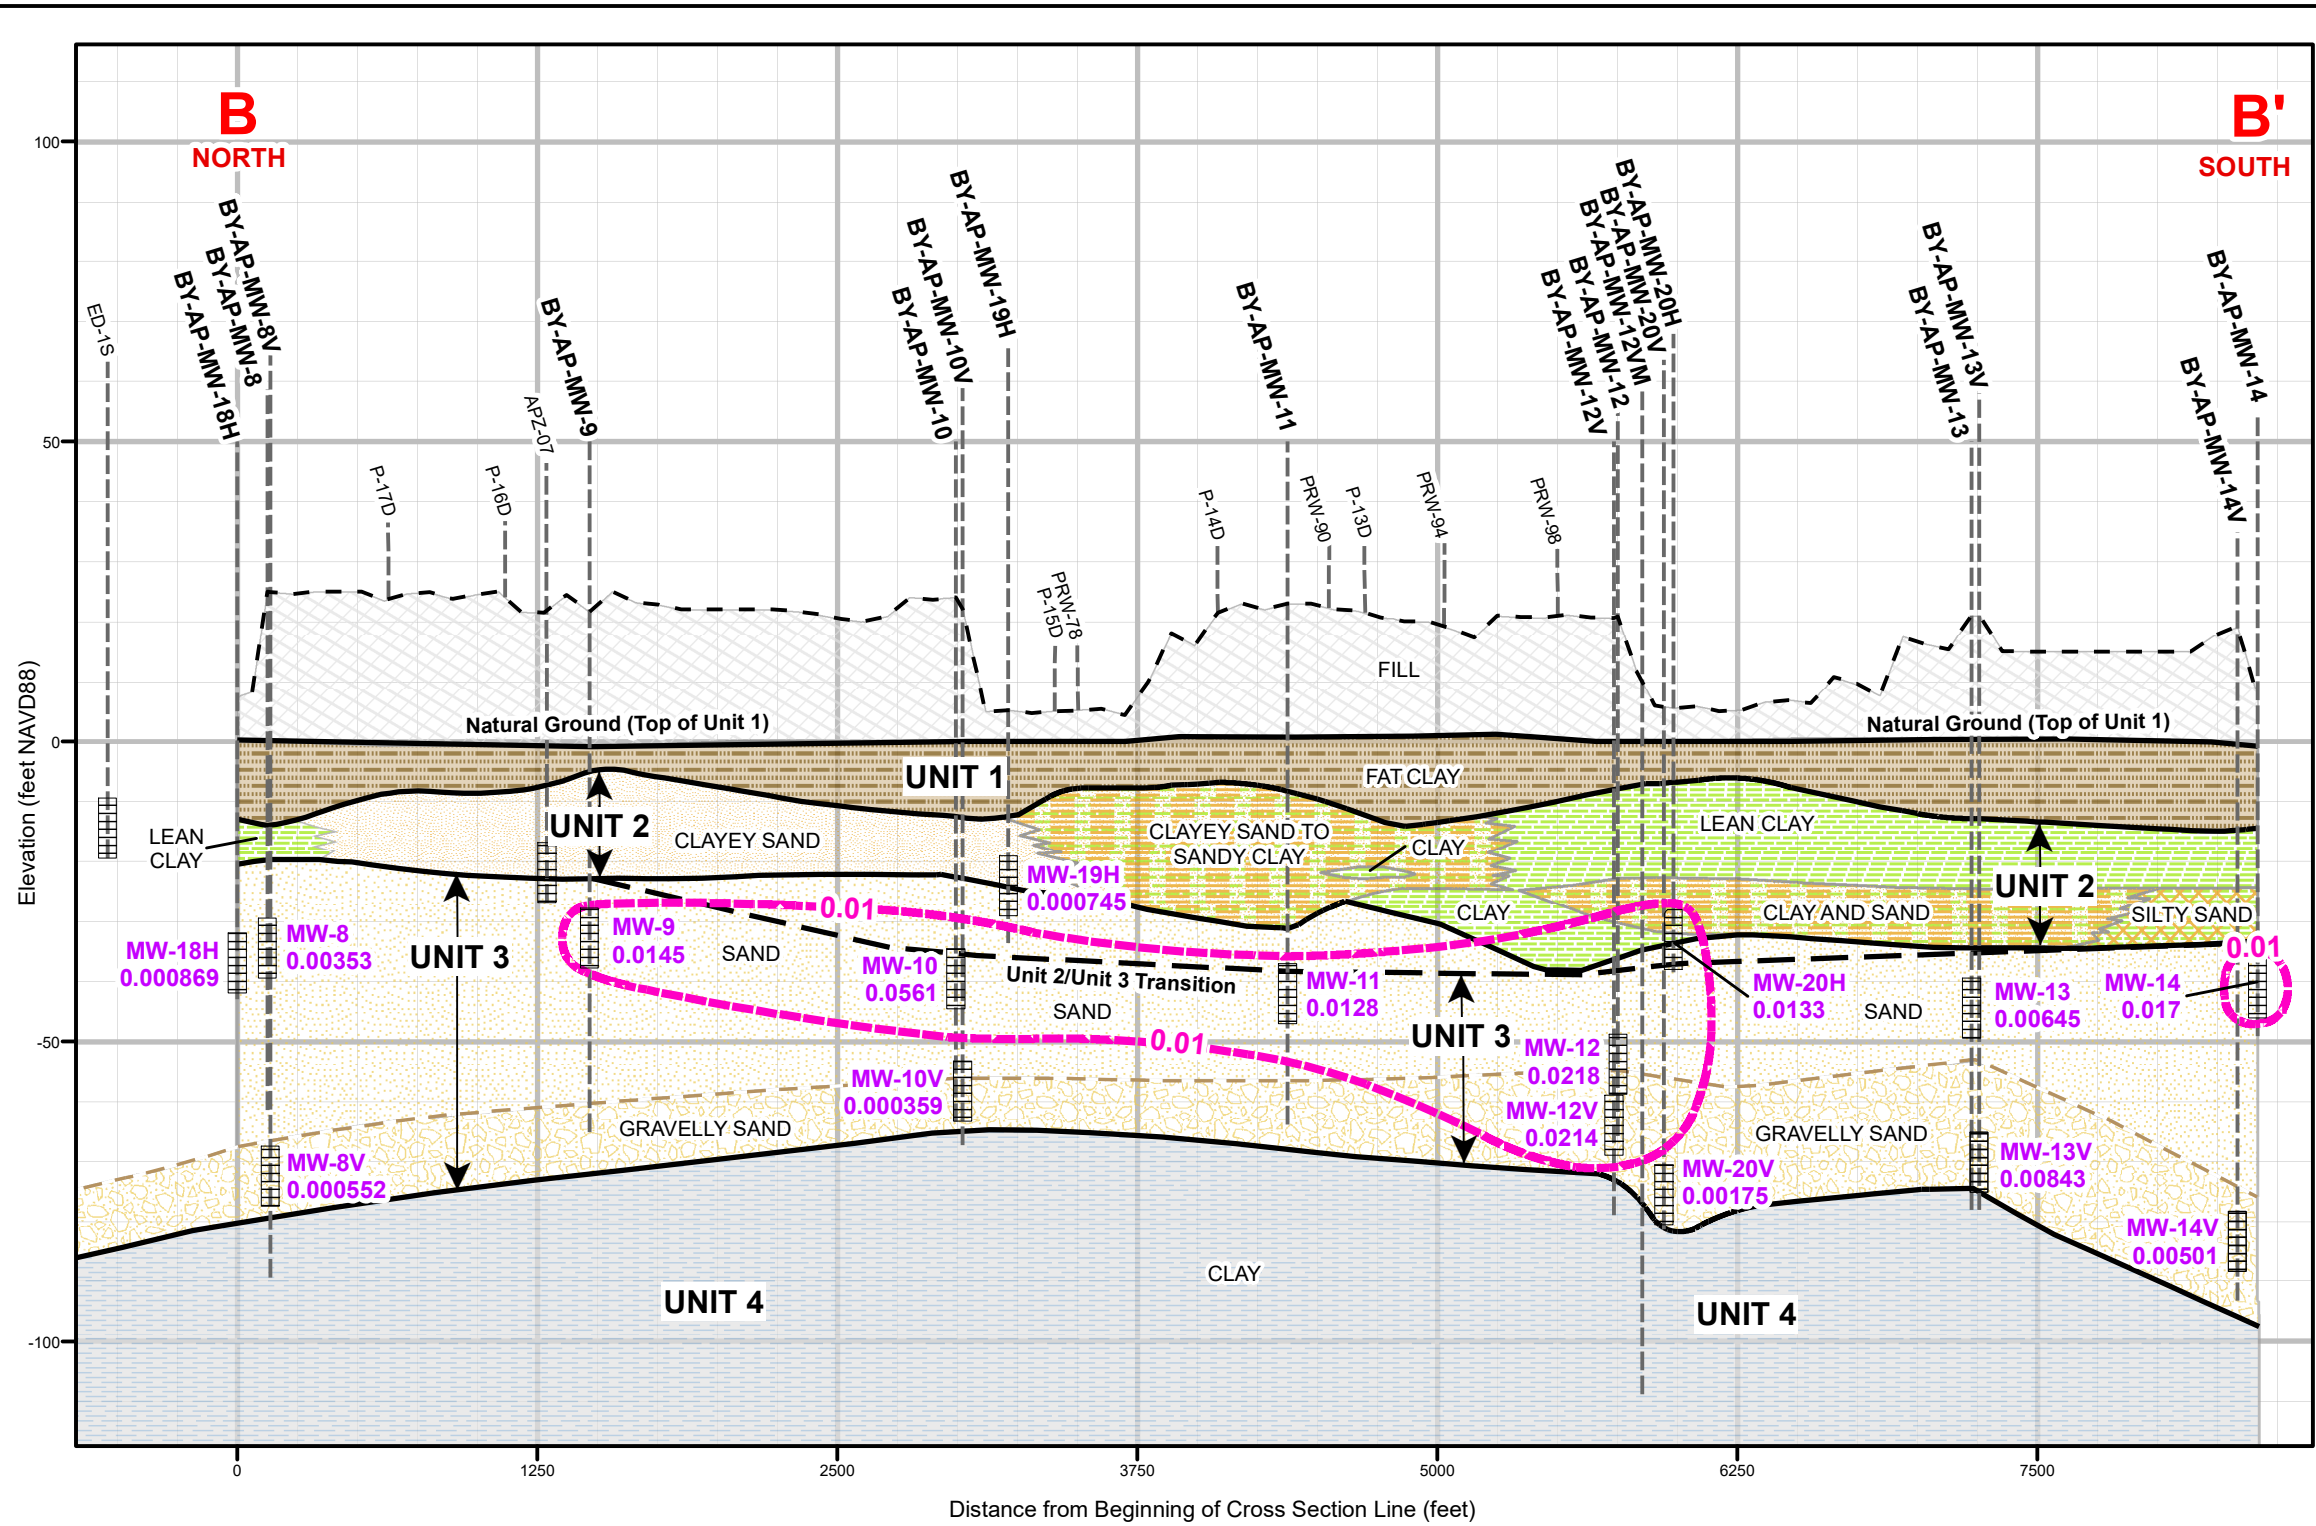 B
NORTH
B'
SOUTH
100
50
0
-50
-100
Elevation (feet NAVD88)
ED-1S
BY-AP-MW-18H
BY-AP-MW-8
BY-AP-MW-8V
P-17D
P-16D
APZ-07
BY-AP-MW-9
BY-AP-MW-10
BY-AP-MW-10V
BY-AP-MW-19H
P-15D
PRW-78
P-14D
BY-AP-MW-11
PRW-90
P-13D
PRW-94
PRW-98
BY-AP-MW-12V
BY-AP-MW-12
BY-AP-MW-12VM
BY-AP-MW-20V
BY-AP-MW-20H
BY-AP-MW-13
BY-AP-MW-13V
BY-AP-MW-14V
BY-AP-MW-14
FILL
Natural Ground (Top of Unit 1)
Natural Ground (Top of Unit 1)
UNIT 1
FAT CLAY
LEAN
CLAY
UNIT 2
CLAYEY SAND
CLAYEY SAND TO
SANDY CLAY
CLAY
LEAN CLAY
UNIT 2
CLAY
CLAY AND SAND
SILTY SAND
MW-19H
0.000745
0.01
MW-18H
0.000869
MW-8
0.00353
UNIT 3
MW-9
0.0145
SAND
MW-10
0.0561
Unit 2/Unit 3 Transition
MW-11
0.0128
SAND
MW-20H
0.0133
SAND
MW-13
0.00645
MW-14
0.017
0.01
0.01
UNIT 3
MW-12
0.0218
MW-12V
0.0214
MW-10V
0.000359
GRAVELLY SAND
GRAVELLY SAND
MW-8V
0.000552
MW-20V
0.00175
MW-13V
0.00843
MW-14V
0.00501
CLAY
UNIT 4
UNIT 4
0
1250
2500
3750
5000
6250
7500
Distance from Beginning of Cross Section Line (feet)